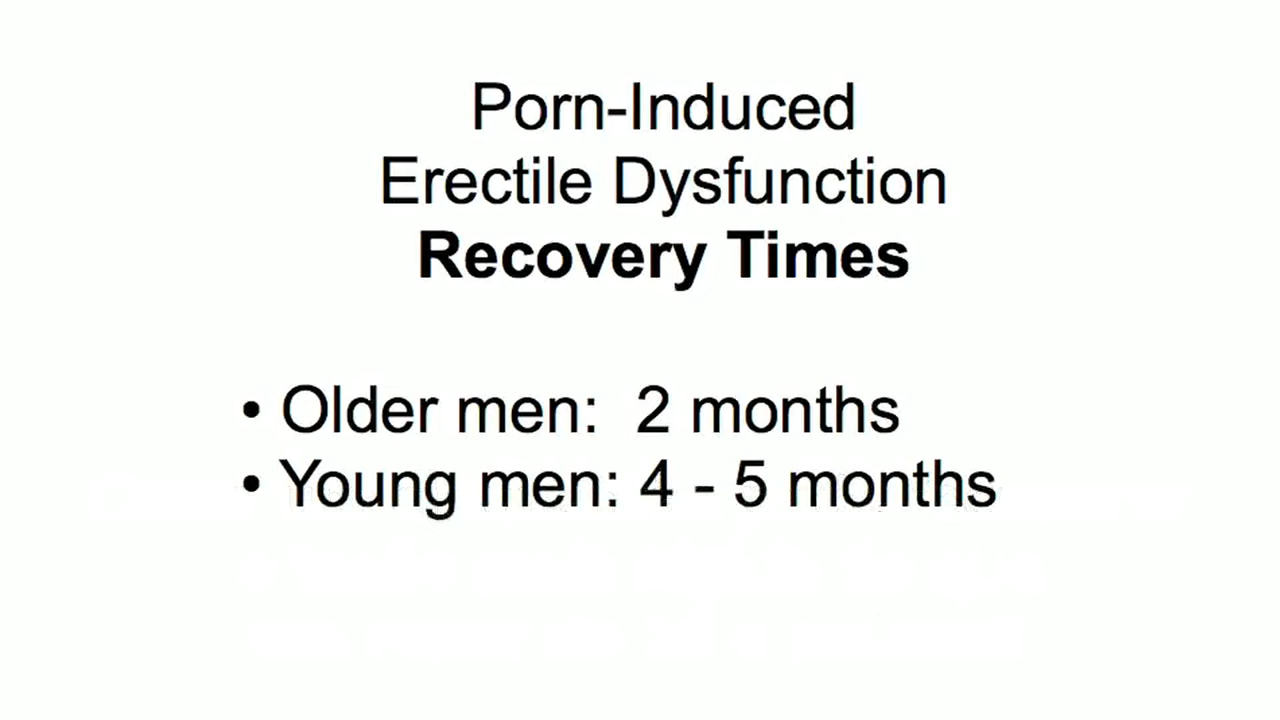 Porn-Induced
Erectile Dysfunction
Recovery Times
• Older men: 2 months
• Young men: 4 - 5 months